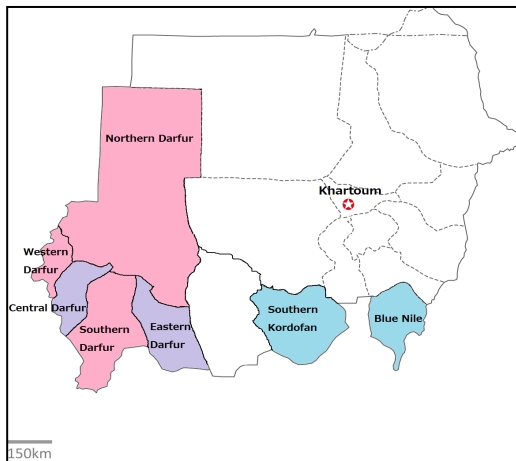 Northern Darfur
Khartoum
Western
Darfur
Central Darfur
Southern
Darfur
Eastern
Darfur
Southern
Kordofan
Blue Nile
150km